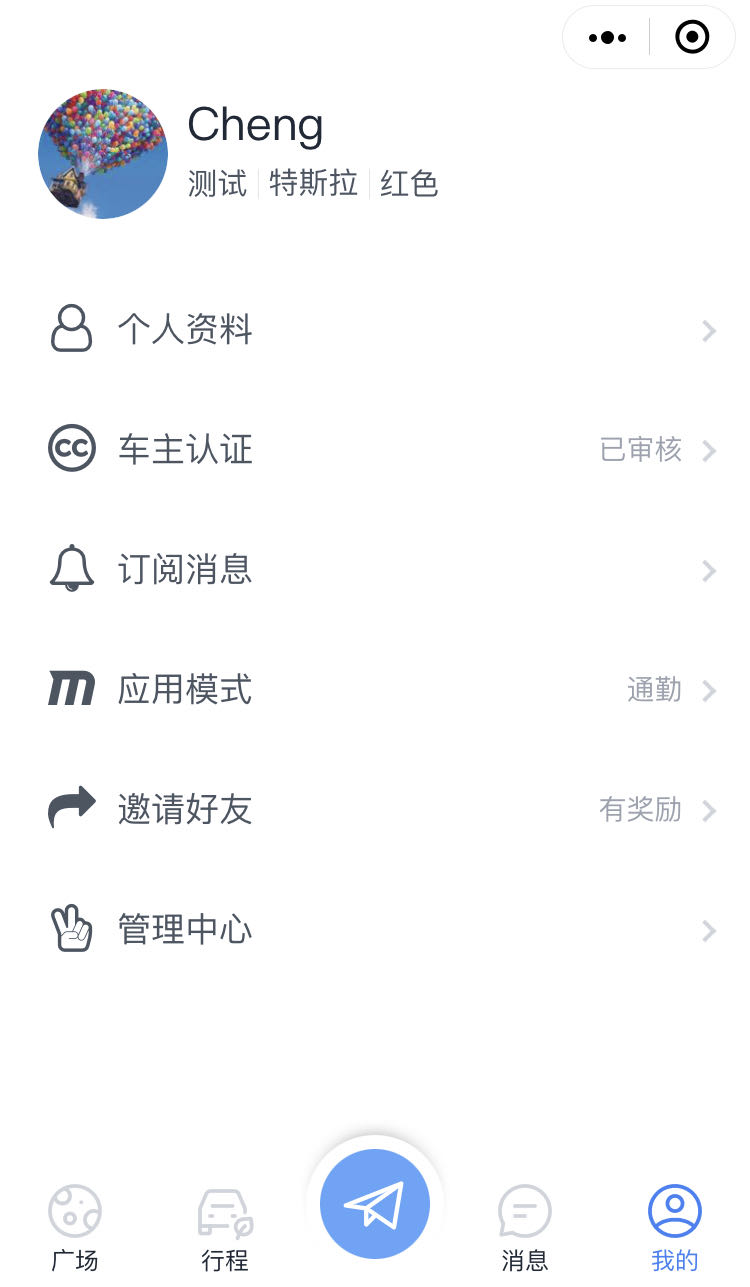 Cheng
测试 特斯拉 红色
个人资料
车主认证 已审核
订阅消息
应用模式 通勤
邀请好友 有奖励
管理中心
广场 行程 消息 我的